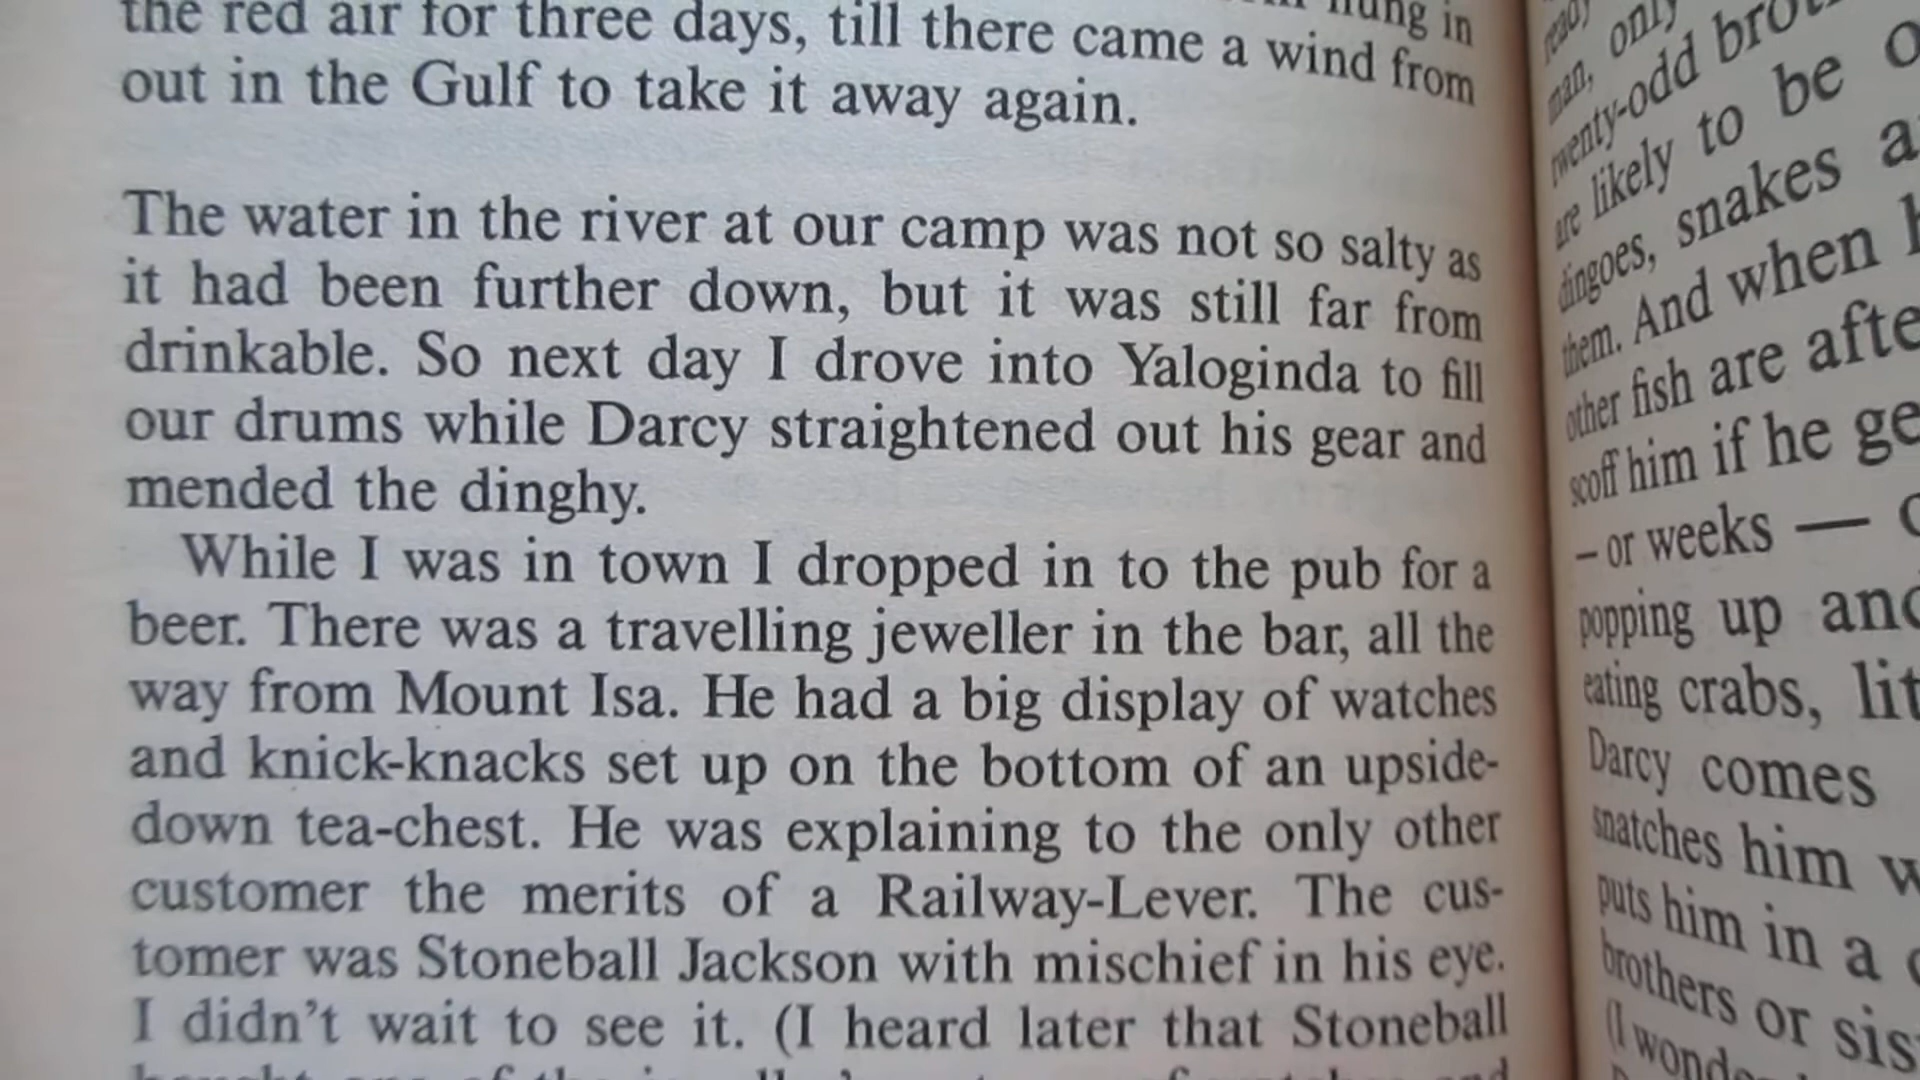 hung in
the red air for three days, till there came a wind from
out in the Gulf to take it away again.
The water in the river at our camp was not so salty as
it had been further down, but it was still far from
drinkable. So next day I drove into Yaloginda to fill
our drums while Darcy straightened out his gear and
mended the dinghy.
While I was in town I dropped in to the pub for a
beer. There was a travelling jeweller in the bar, all the
way from Mount Isa. He had a big display of watches
and knick-knacks set up on the bottom of an upside-
down tea-chest. He was explaining to the only other
customer the merits of a Railway-Lever. The cus-
tomer was Stoneball Jackson with mischief in his eye.
I didn't wait to see it. (I heard later that Stoneball
man, only
twenty-odd
are likely to be
dingoes, snakes
them. And when
other fish are
scoff him if he
– or weeks —
popping up
eating crabs,
Darcy comes
snatches him
puts him in a
brothers or
(I